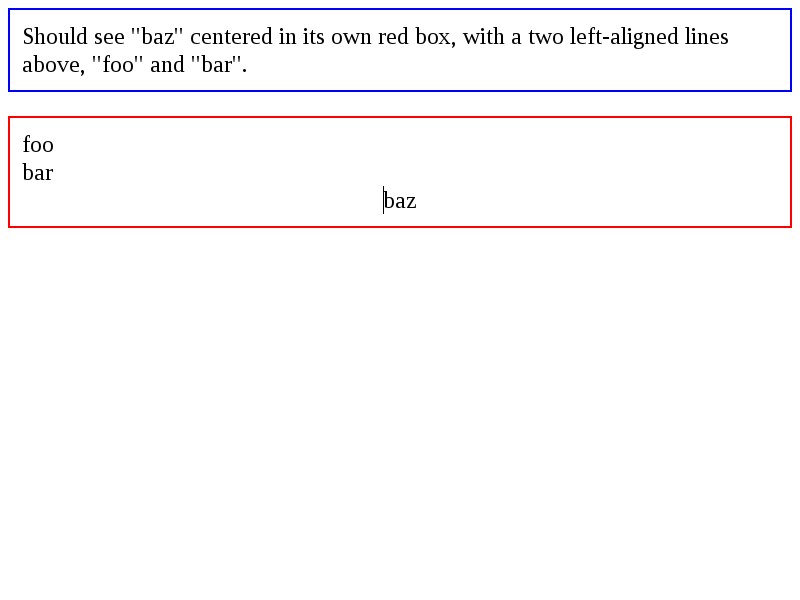 Should see "baz" centered in its own red box, with a two left-aligned lines
above, "foo" and "bar".
foo
bar
baz